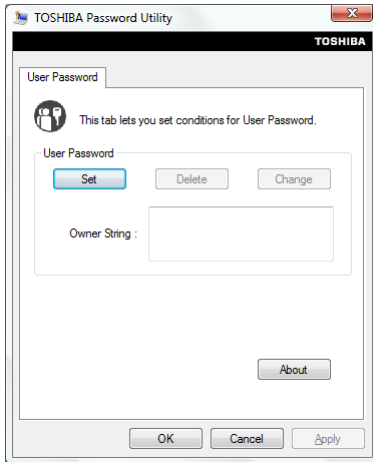 TOSHIBA Password Utility
TOSHIBA
User Password
This tab lets you set conditions for User Password.
User Password
Set Delete Change
Owner String :
About
OK Cancel Apply